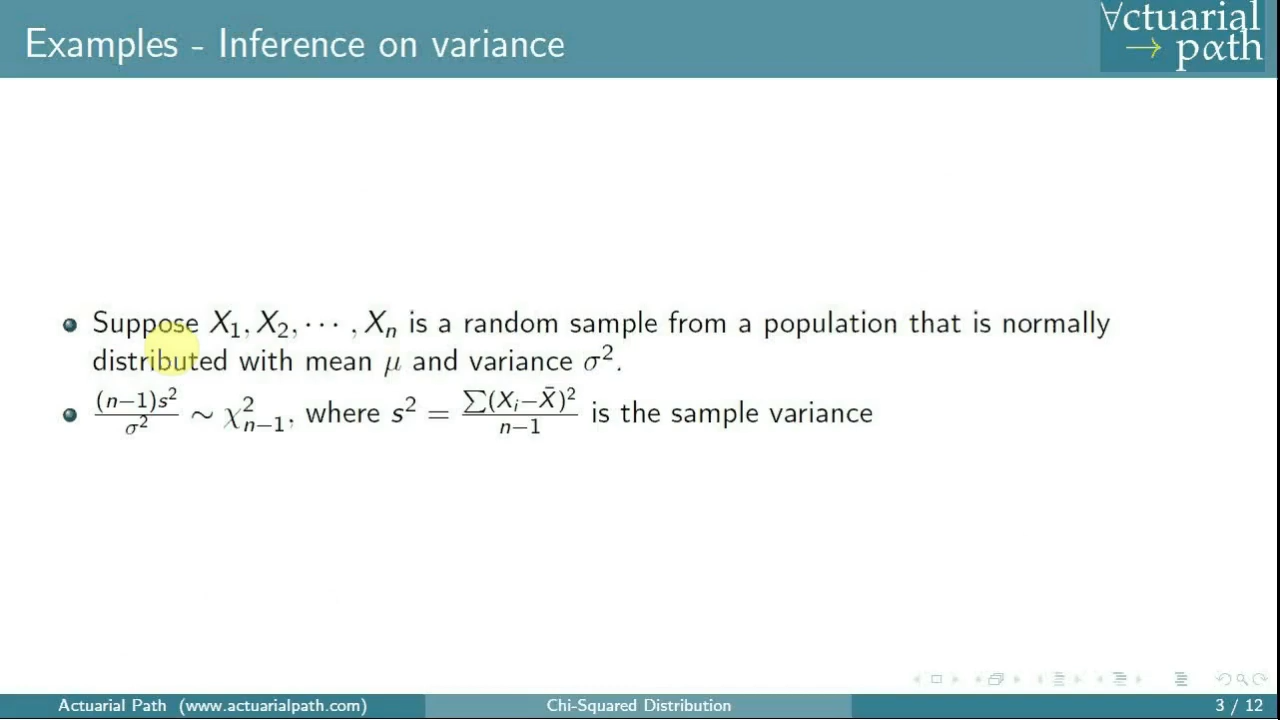 Examples - Inference on variance
∀ctuarial
→ pαth
Suppose X₁, X₂, ⋯ , Xₙ is a random sample from a population that is normally
distributed with mean μ and variance σ².
(n−1)s²/σ² ∼ χ²ₙ₋₁, where s² = ∑(Xᵢ−X̄)²/n−1 is the sample variance
Actuarial Path (www.actuarialpath.com) Chi-Squared Distribution 3 / 12